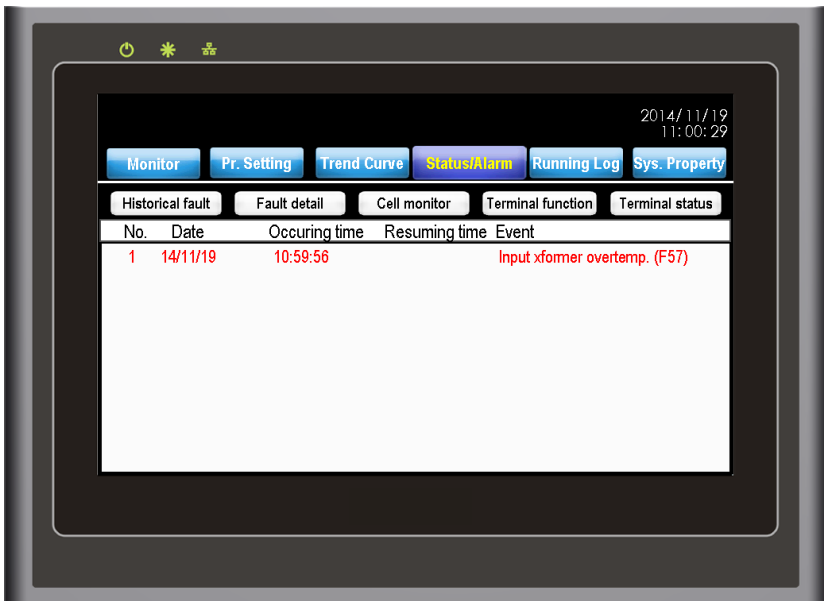 2014/11/19
11:00:29
Monitor Pr. Setting Trend Curve Status/Alarm Running Log Sys. Property
Historical fault Fault detail Cell monitor Terminal function Terminal status
No. Date Occuring time Resuming time Event
1 14/11/19 10:59:56 Input xformer overtemp. (F57)